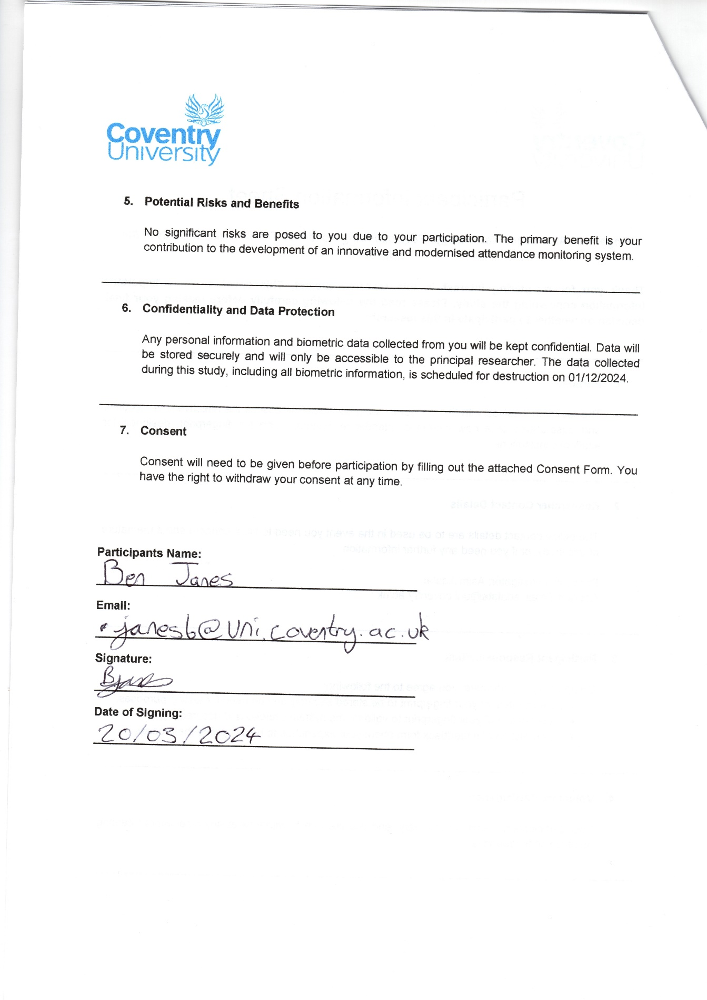 Coventry
University
5. Potential Risks and Benefits
No significant risks are posed to you due to your participation. The primary benefit is your
contribution to the development of an innovative and modernised attendance monitoring system.
6. Confidentiality and Data Protection
Any personal information and biometric data collected from you will be kept confidential. Data will
be stored securely and will only be accessible to the principal researcher. The data collected
during this study, including all biometric information, is scheduled for destruction on 01/12/2024.
7. Consent
Consent will need to be given before participation by filling out the attached Consent Form. You
have the right to withdraw your consent at any time.
Participants Name:
Ben Janes
Email:
janesb@uni.coventry.ac.uk
Signature:
BJanes
Date of Signing:
20/03/2024